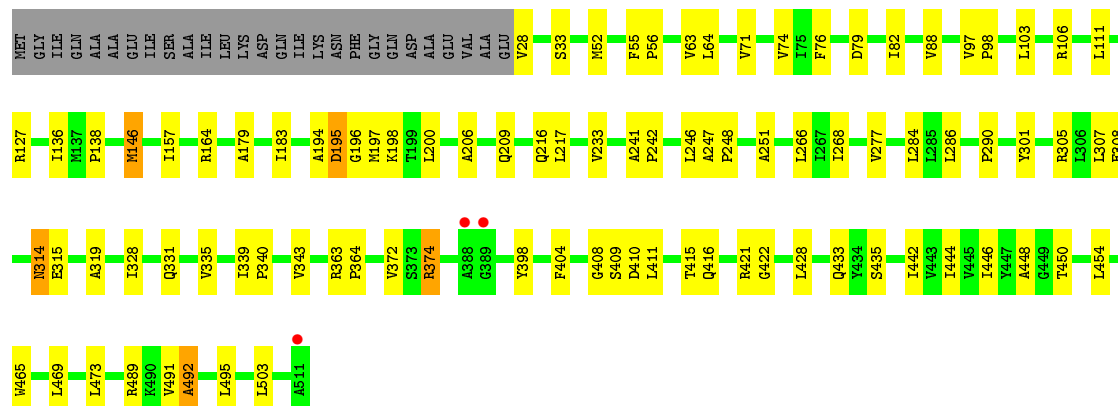 MET GLY ILE GLN ALA ALA GLU ILE SER ALA ILE LEU LYS ASP GLN ILE LYS ASN PHE GLY GLN ASP ALA GLU VAL ALA GLU V28 S33 M52 F55 P56 V63 L64 V71 V74 I75 F76 D79 I82 V88 V97 P98 L103 R106 L111
R127 I136 M137 P138 M146 I157 R164 A179 I183 A194 D195 G196 M197 K198 T199 L200 A206 Q209 Q216 L217 V233 A241 P242 L246 A247 P248 A251 L266 I267 I268 V277 L284 L285 L286 P290 Y301 R305 L306 L307
N314 E315 A319 I328 Q331 V335 I339 P340 V343 R363 P364 V372 S373 R374 A388 G389 Y398 F404 G408 S409 D410 L411 T415 Q416 R421 G422 L428 Q433 Y434 S435 I442 V443 I444 V445 I446 Y447 A448 G449 T450 L454
W465 L469 L473 R489 K490 V491 A492 L495 L503 A511